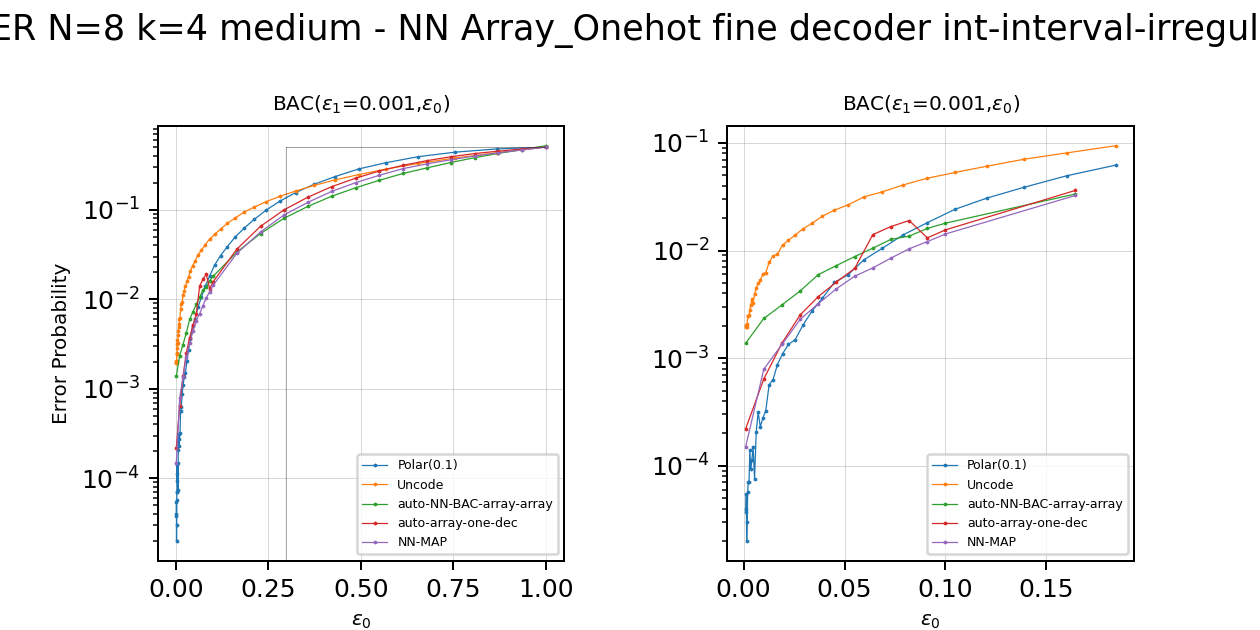 ER N=8 k=4 medium - NN Array_Onehot fine decoder int-interval-irregul
BAC(ε₁=0.001,ε₀)
Error Probability
10⁻¹
10⁻²
10⁻³
10⁻⁴
0.00 0.25 0.50 0.75 1.00
ε₀
Polar(0.1)
Uncode
auto-NN-BAC-array-array
auto-array-one-dec
NN-MAP
BAC(ε₁=0.001,ε₀)
10⁻¹
10⁻²
10⁻³
10⁻⁴
0.00 0.05 0.10 0.15
ε₀
Polar(0.1)
Uncode
auto-NN-BAC-array-array
auto-array-one-dec
NN-MAP